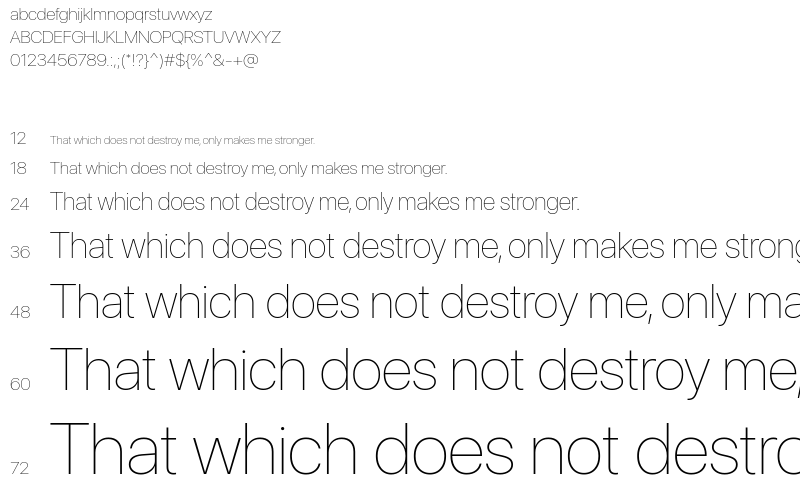 abcdefghijklmnopqrstuvwxyz
ABCDEFGHIJKLMNOPQRSTUVWXYZ
0123456789.:,;(*!?}^)#${%^&-+@
12 That which does not destroy me, only makes me stronger.
18 That which does not destroy me, only makes me stronger.
24 That which does not destroy me, only makes me stronger.
36 That which does not destroy me, only makes me strong
48 That which does not destroy me, only ma
60 That which does not destroy me,
72 That which does not destro